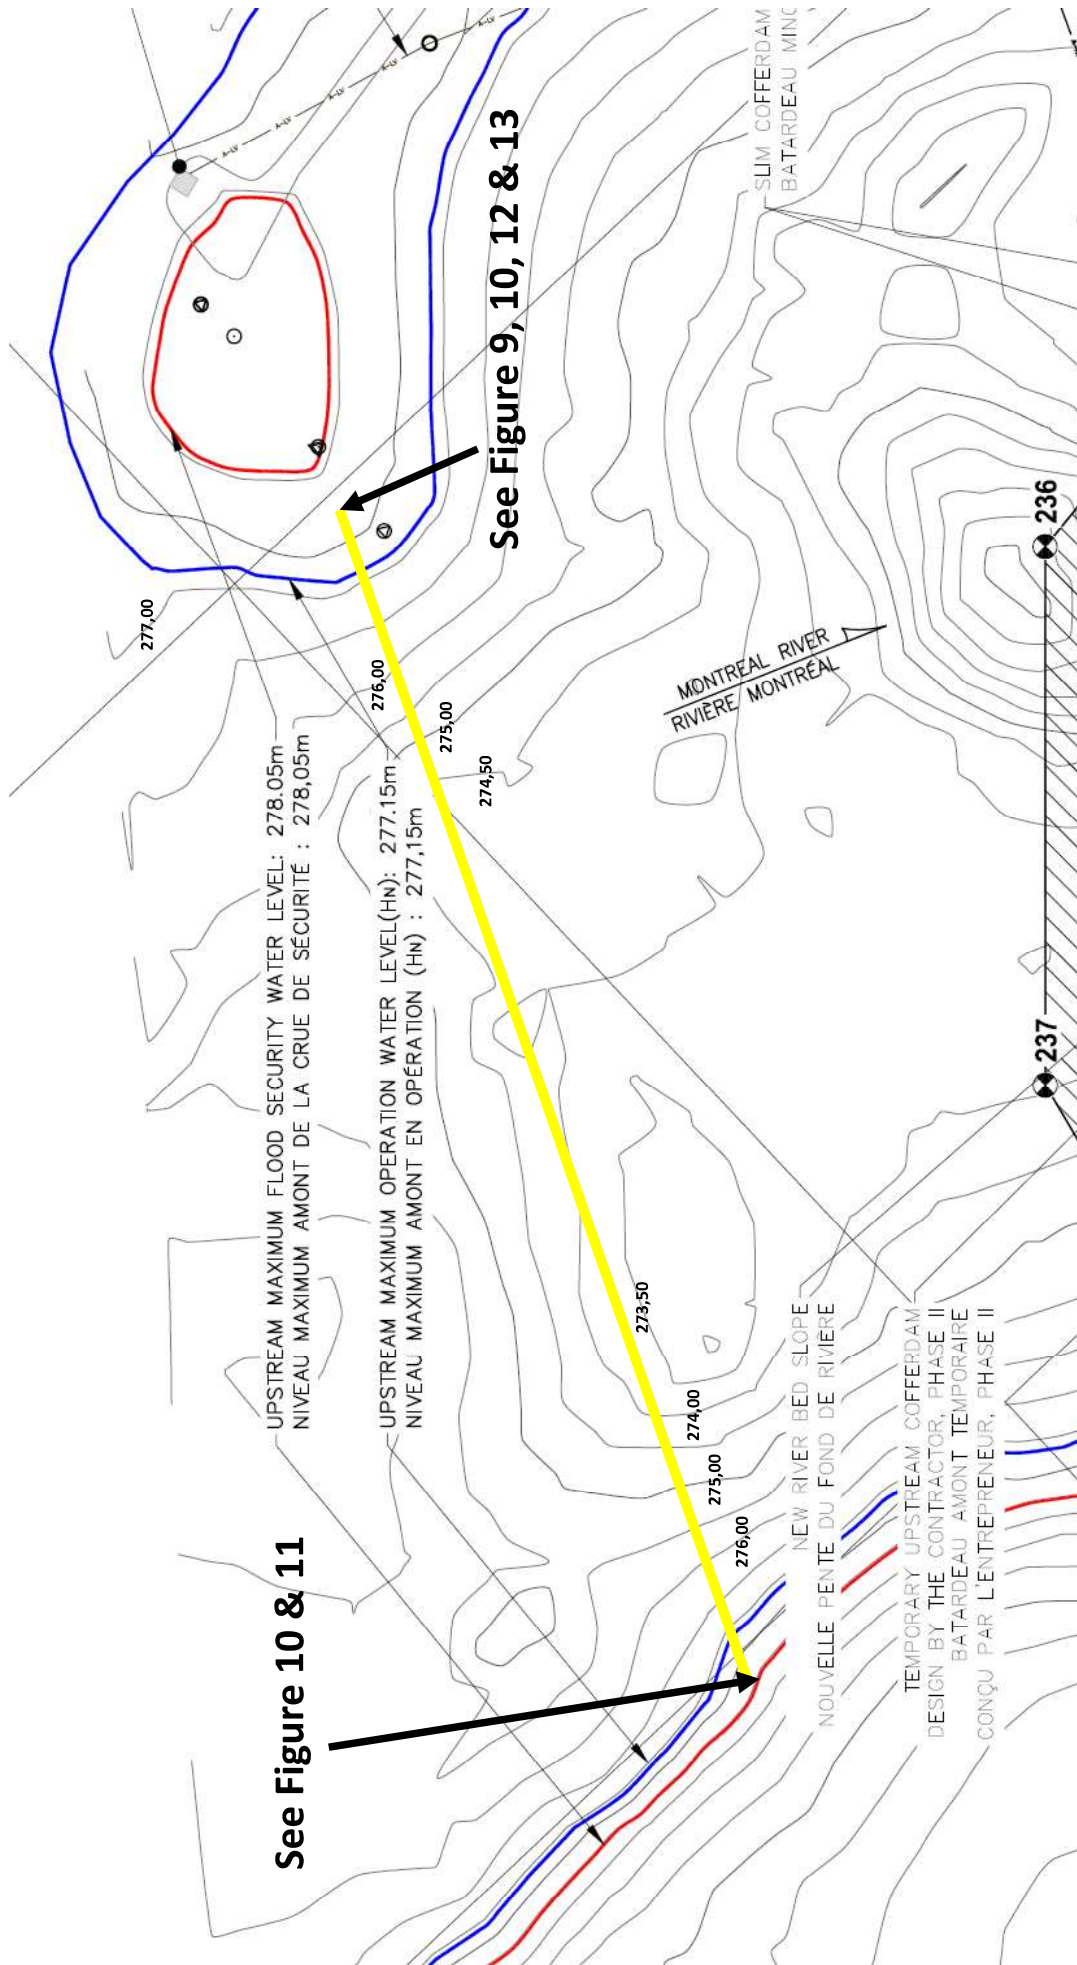 SLIM COFFERDAM
BATARDEAU MINC
A-LV
A-LV
A-LV
A-LV
A-LV
See Figure 9, 10, 12 & 13
277,00
276,00
275,00
274,50
236
MONTREAL RIVER
RIVIÈRE MONTRÉAL
UPSTREAM MAXIMUM FLOOD SECURITY WATER LEVEL: 278.05m
NIVEAU MAXIMUM AMONT DE LA CRUE DE SÉCURITÉ : 278,05m
UPSTREAM MAXIMUM OPERATION WATER LEVEL(HN): 277.15m
NIVEAU MAXIMUM AMONT EN OPÉRATION (HN) : 277,15m
237
273,50
274,00
275,00
276,00
NEW RIVER BED SLOPE
NOUVELLE PENTE DU FOND DE RIVIÈRE
TEMPORARY UPSTREAM COFFERDAM
DESIGN BY THE CONTRACTOR, PHASE II
BATARDEAU AMONT TEMPORAIRE
CONÇU PAR L'ENTREPRENEUR, PHASE II
See Figure 10 & 11